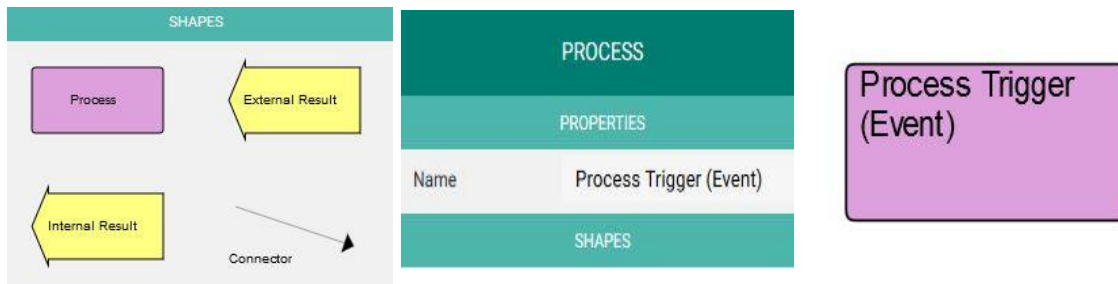 SHAPES
Process
External Result
Internal Result
Connector
PROCESS
PROPERTIES
Name Process Trigger (Event)
SHAPES
Process Trigger
(Event)